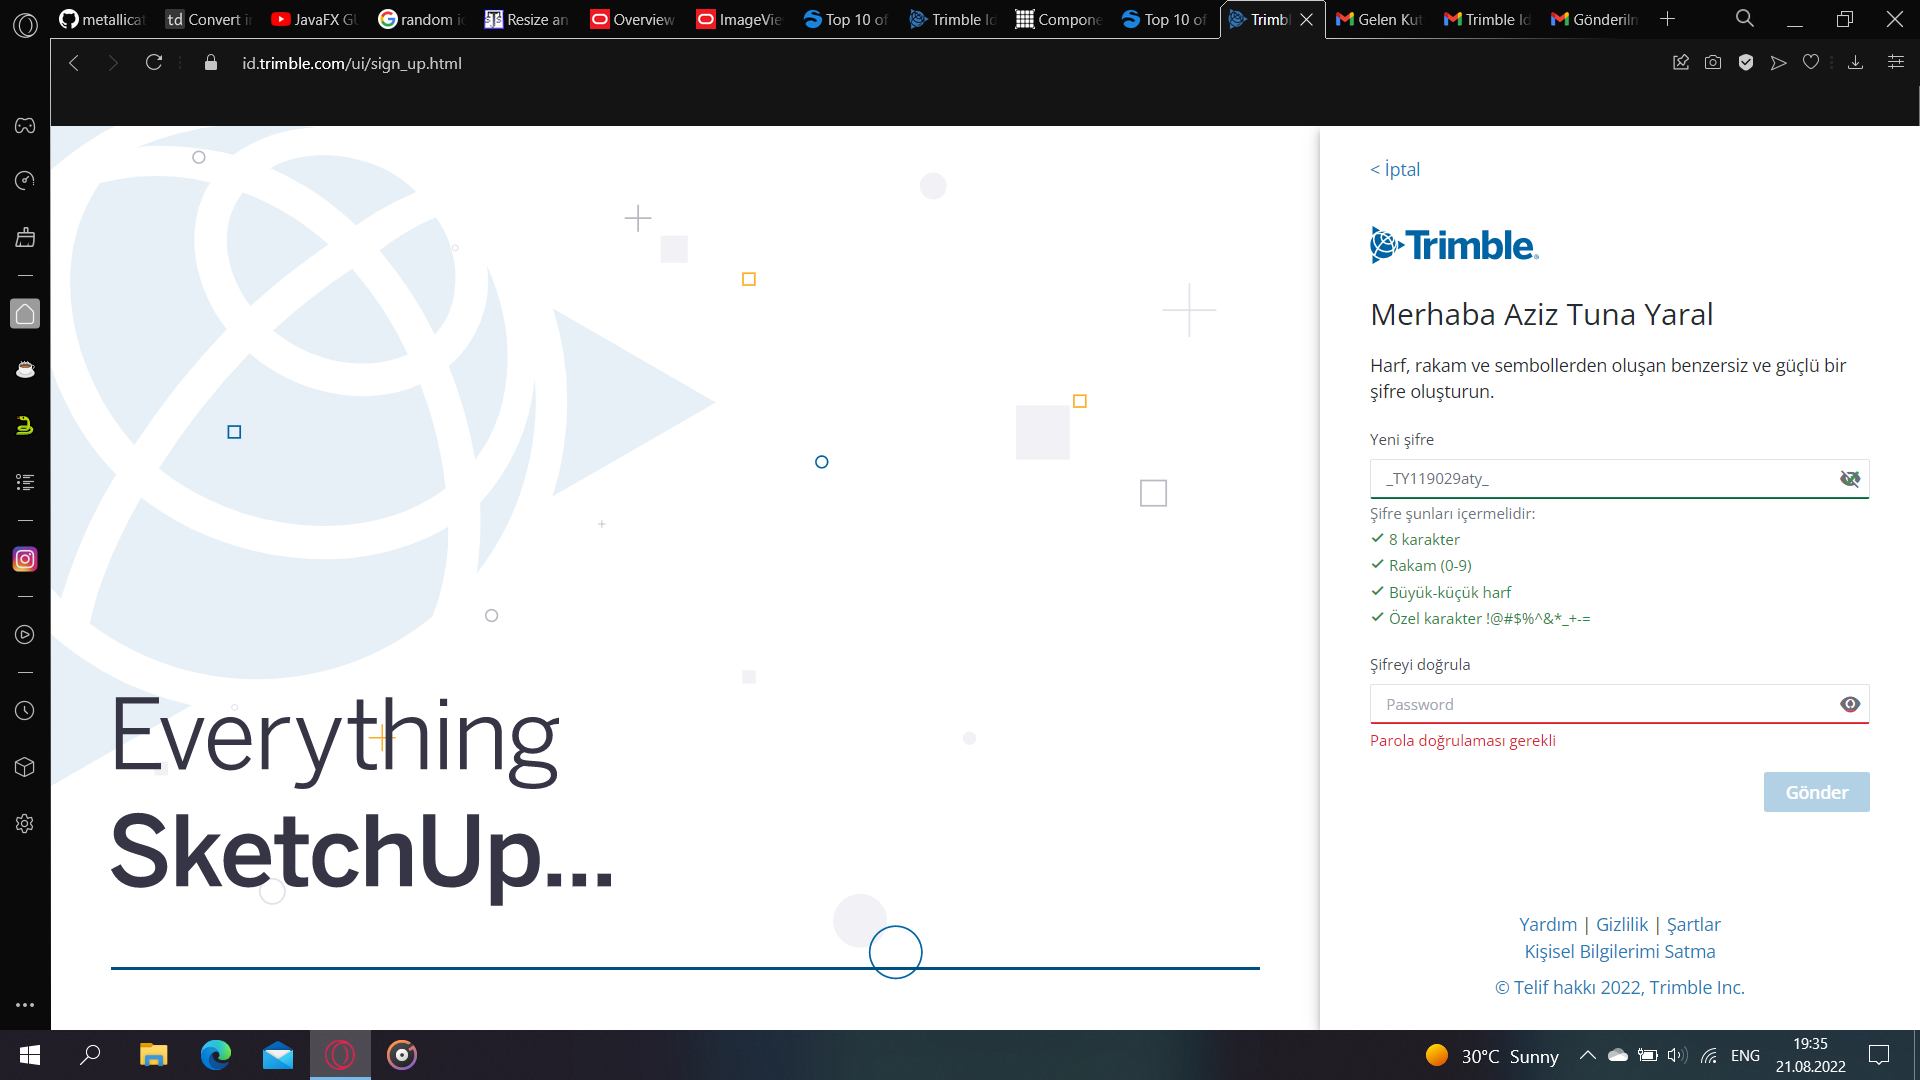 metallicat
td Convert in
JavaFX GU
random ic
Resize an
Overview
ImageVie
Top 10 of
Trimble Id
Compone
Top 10 of
Trimbl
Gelen Kut
Trimble Id
Gönderilm
id.trimble.com/ui/sign_up.html
< İptal
Trimble
Merhaba Aziz Tuna Yaral
Harf, rakam ve sembollerden oluşan benzersiz ve güçlü bir
şifre oluşturun.
Yeni şifre
_TY119029aty_
Şifre şunları içermelidir:
8 karakter
Rakam (0-9)
Büyük-küçük harf
Özel karakter !@#$%^&*_+-=
Şifreyi doğrula
Password
Parola doğrulaması gerekli
Gönder
Everything
SketchUp...
Yardım | Gizlilik | Şartlar
Kişisel Bilgilerimi Satma
© Telif hakkı 2022, Trimble Inc.
30°C Sunny
ENG
19:35
21.08.2022